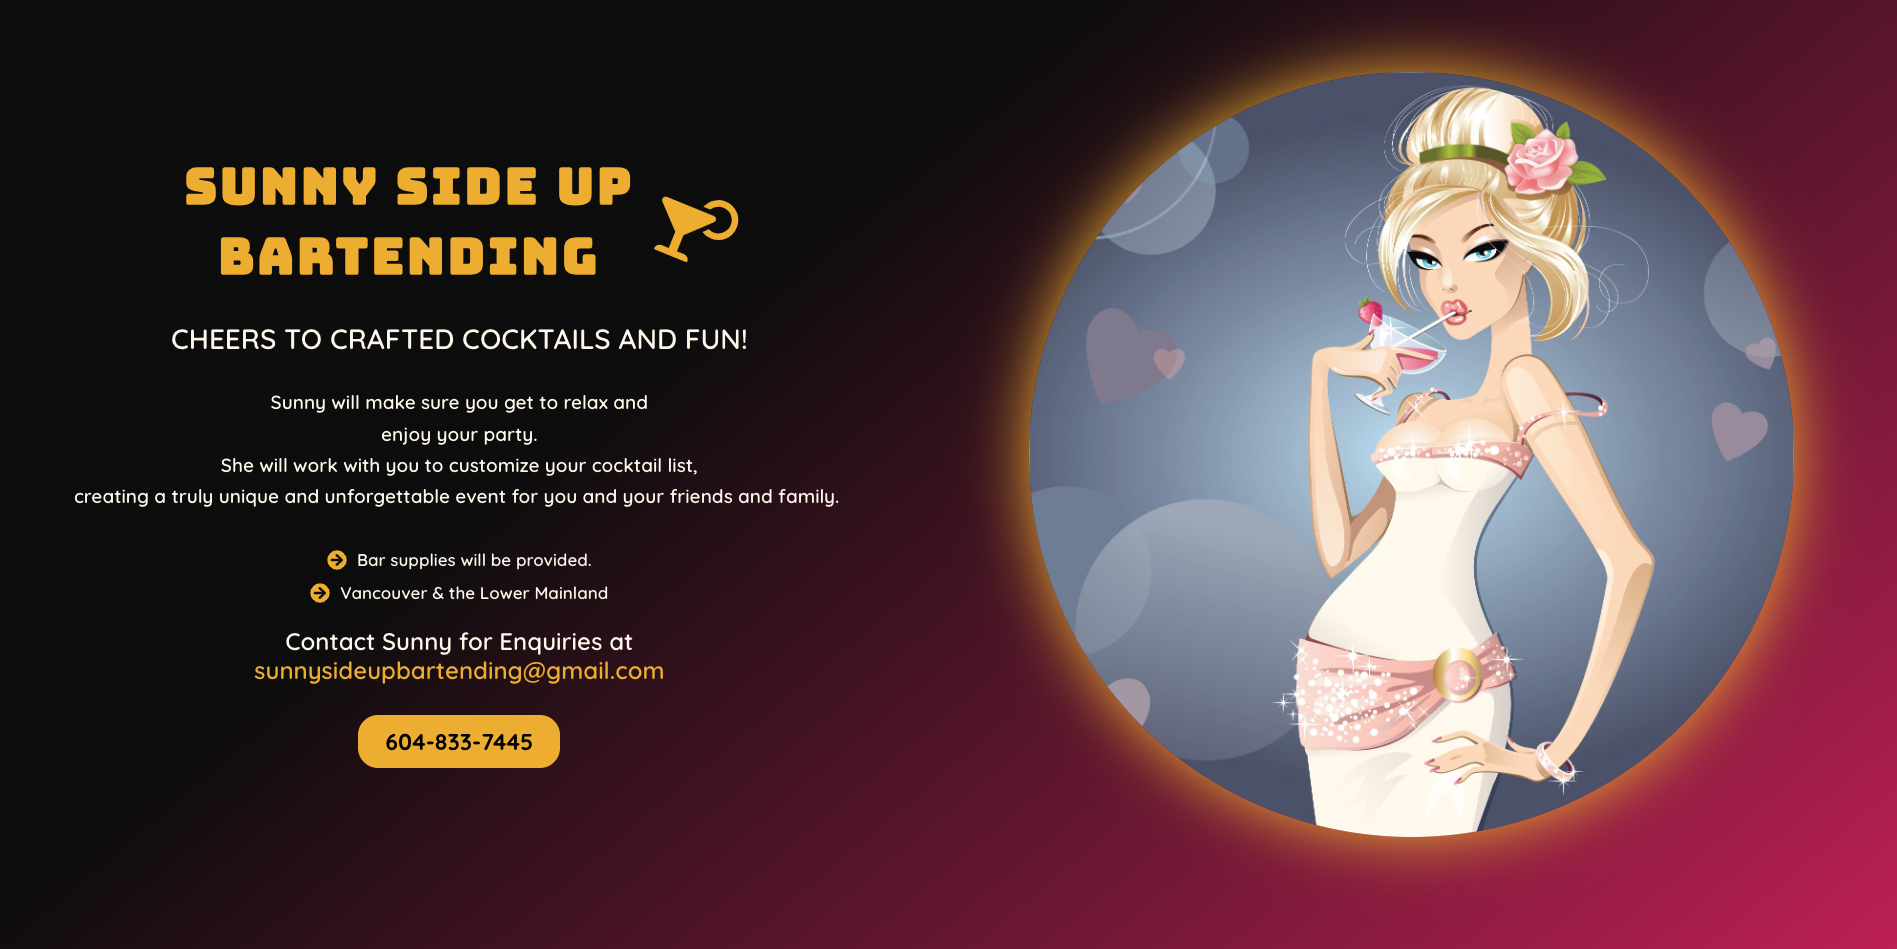 SUNNY SIDE UP
BARTENDING
CHEERS TO CRAFTED COCKTAILS AND FUN!
Sunny will make sure you get to relax and
enjoy your party.
She will work with you to customize your cocktail list,
creating a truly unique and unforgettable event for you and your friends and family.
Bar supplies will be provided.
Vancouver & the Lower Mainland
Contact Sunny for Enquiries at
sunnysideupbartending@gmail.com
604-833-7445